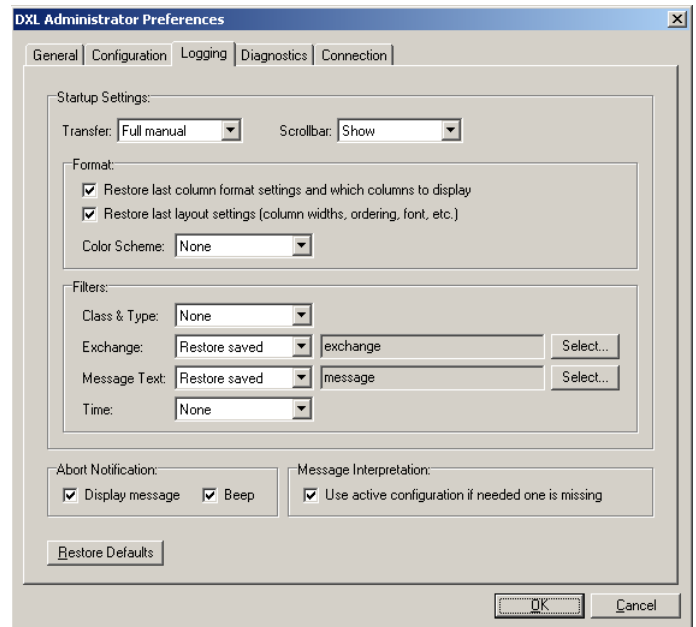 DXL Administrator Preferences
General Configuration Logging Diagnostics Connection
Startup Settings:
Transfer: Full manual Scrollbar: Show
Format:
Restore last column format settings and which columns to display
Restore last layout settings (column widths, ordering, font, etc.)
Color Scheme: None
Filters:
Class & Type: None
Exchange: Restore saved exchange Select...
Message Text: Restore saved message Select...
Time: None
Abort Notification: Message Interpretation:
Display message Beep Use active configuration if needed one is missing
Restore Defaults
OK Cancel